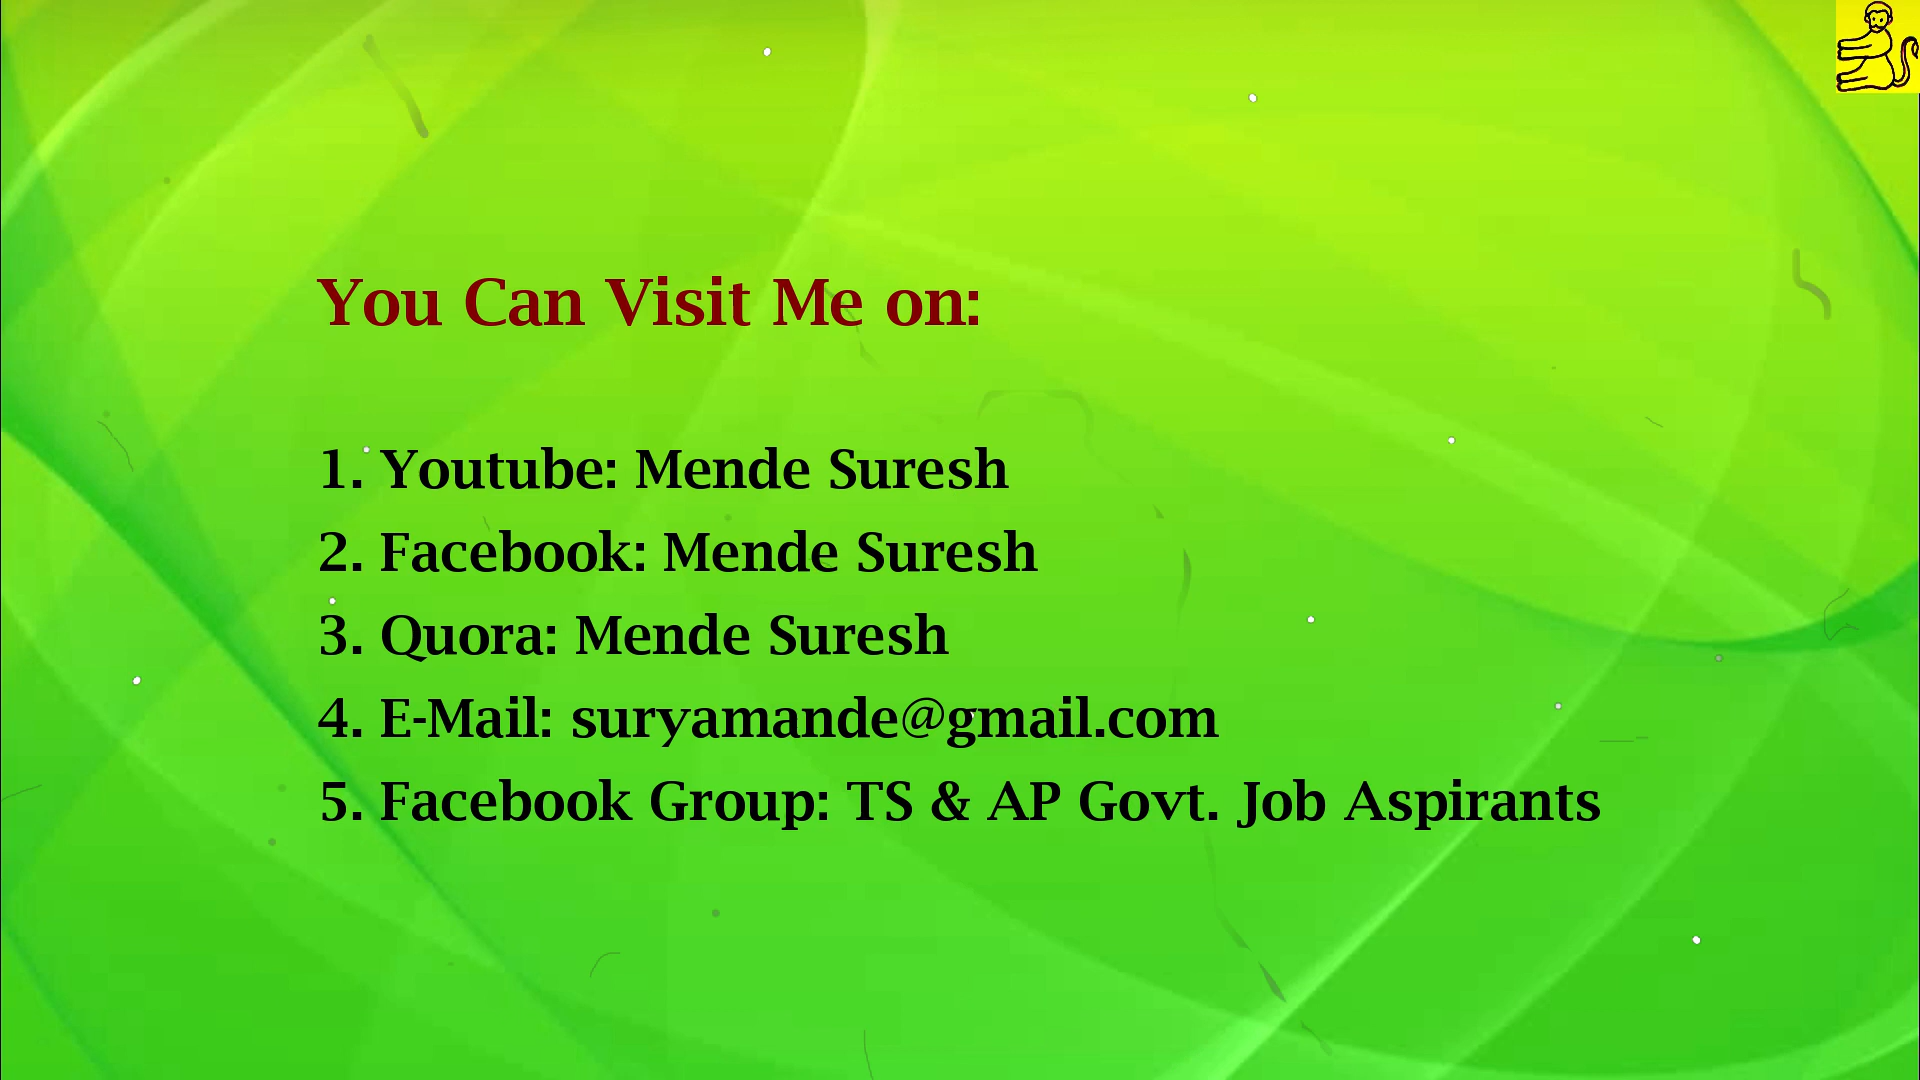 You Can Visit Me on:
1. Youtube: Mende Suresh
2. Facebook: Mende Suresh
3. Quora: Mende Suresh
4. E-Mail: suryamande@gmail.com
5. Facebook Group: TS & AP Govt. Job Aspirants